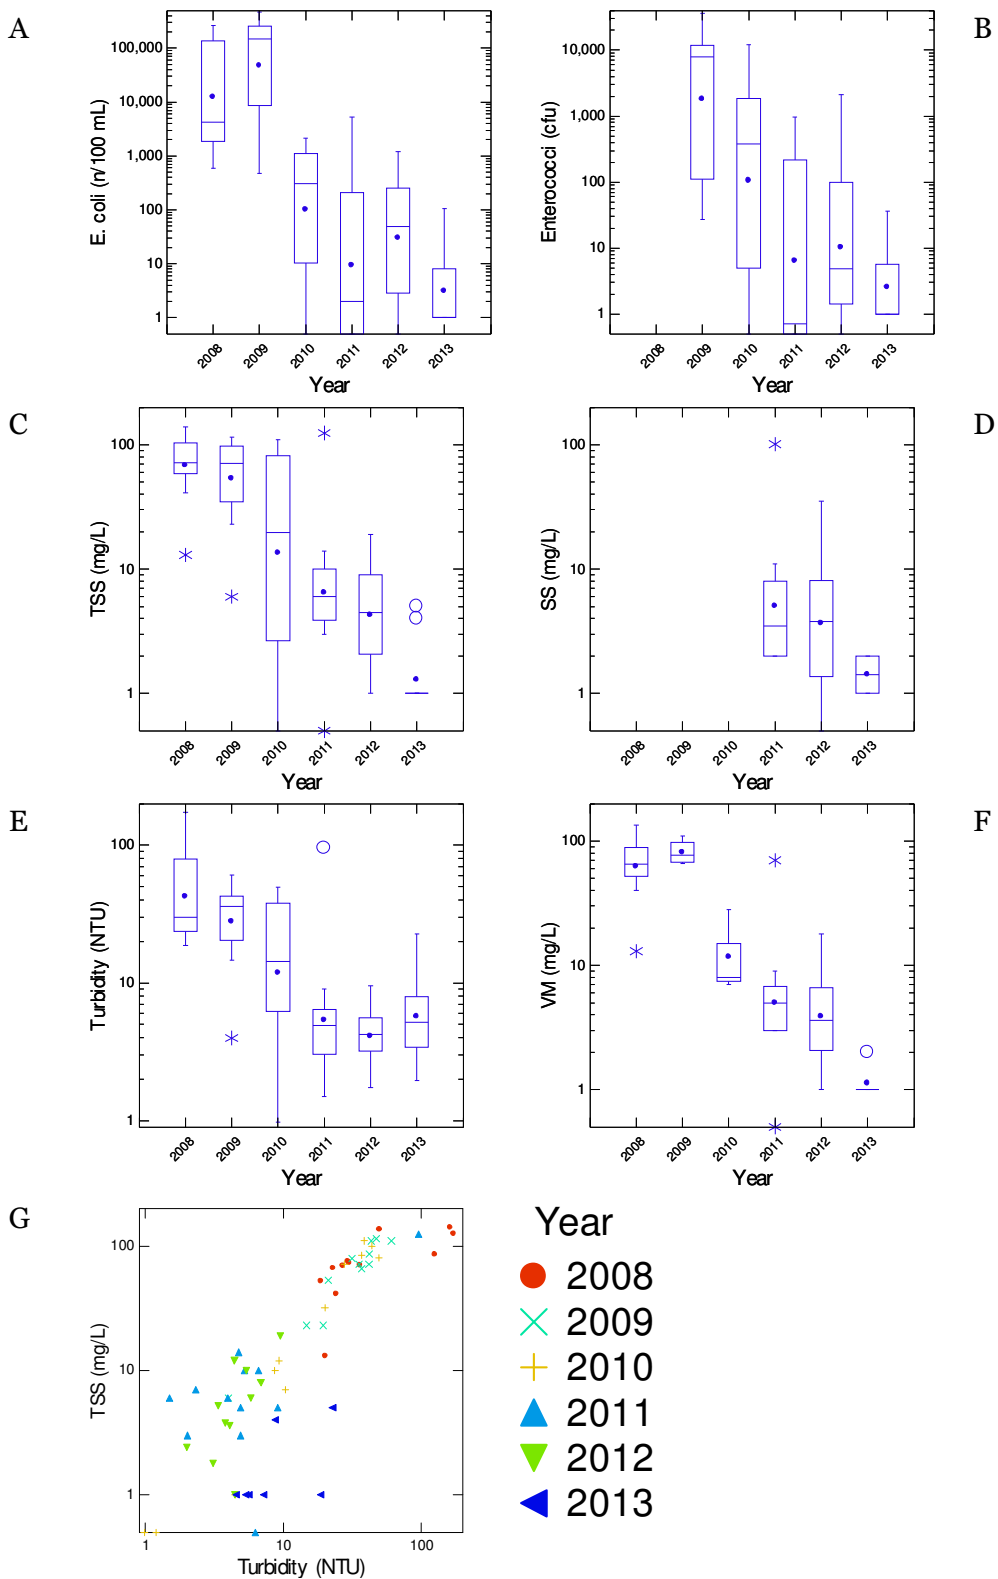 A
B
E. coli (n/100 mL)
100,000
10,000
1,000
100
10
1
2008 2009 2010 2011 2012 2013
Year
Enterococci (cfu)
10,000
1,000
100
10
1
2008 2009 2010 2011 2012 2013
Year
C
D
TSS (mg/L)
100
10
1
2008 2009 2010 2011 2012 2013
Year
SS (mg/L)
100
10
1
2008 2009 2010 2011 2012 2013
Year
E
F
Turbidity (NTU)
100
10
1
2008 2009 2010 2011 2012 2013
Year
VM (mg/L)
100
10
1
2008 2009 2010 2011 2012 2013
Year
G
TSS (mg/L)
100
10
1
1 10 100
Turbidity (NTU)
Year
2008
2009
2010
2011
2012
2013